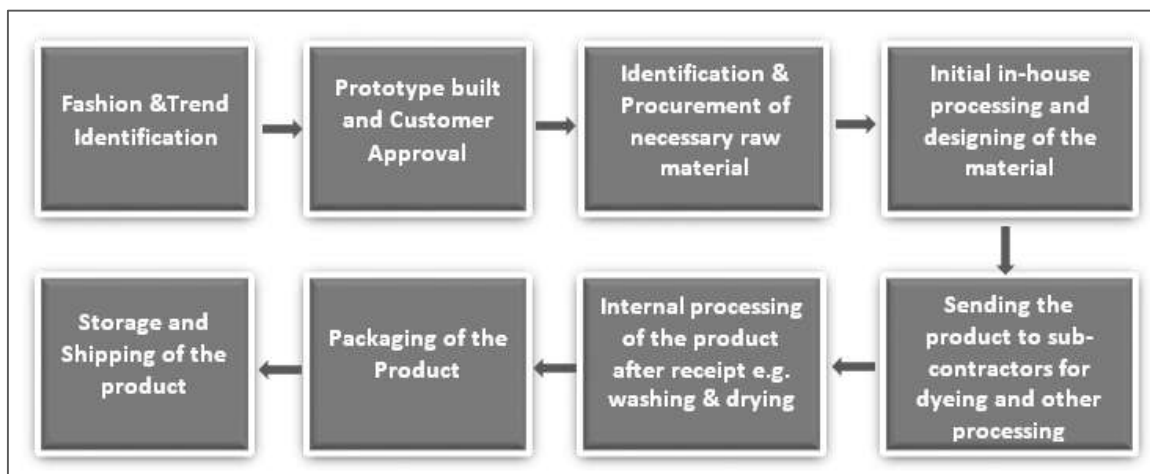 Fashion &Trend
Identification
Prototype built
and Customer
Approval
Identification &
Procurement of
necessary raw
material
Initial in-house
processing and
designing of the
material
Sending the
product to sub-
contractors for
dyeing and other
processing
Internal processing
of the product
after receipt e.g.
washing & drying
Packaging of the
Product
Storage and
Shipping of the
product